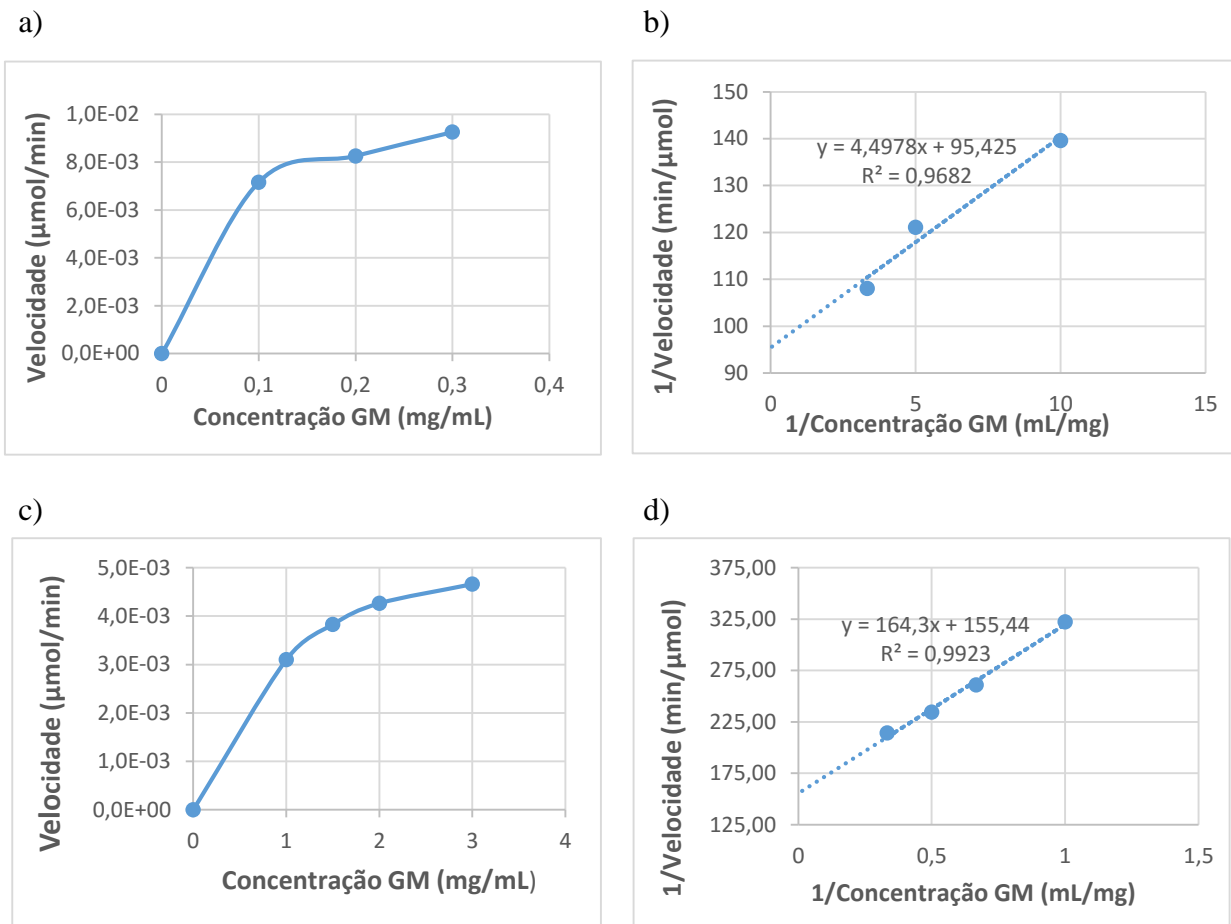 a)
Velocidade (µmol/min)
1,0E-02
8,0E-03
6,0E-03
4,0E-03
2,0E-03
0,0E+00
0 0,1 0,2 0,3 0,4
Concentração GM (mg/mL)
b)
1/Velocidade (min/µmol)
150
140
130
120
110
100
90
y = 4,4978x + 95,425
R² = 0,9682
0 5 10 15
1/Concentração GM (mL/mg)
c)
Velocidade (µmol/min)
5,0E-03
4,0E-03
3,0E-03
2,0E-03
1,0E-03
0,0E+00
0 1 2 3 4
Concentração GM (mg/mL)
d)
1/Velocidade (min/µmol)
375,00
325,00
275,00
225,00
175,00
125,00
y = 164,3x + 155,44
R² = 0,9923
0 0,5 1 1,5
1/Concentração GM (mL/mg)